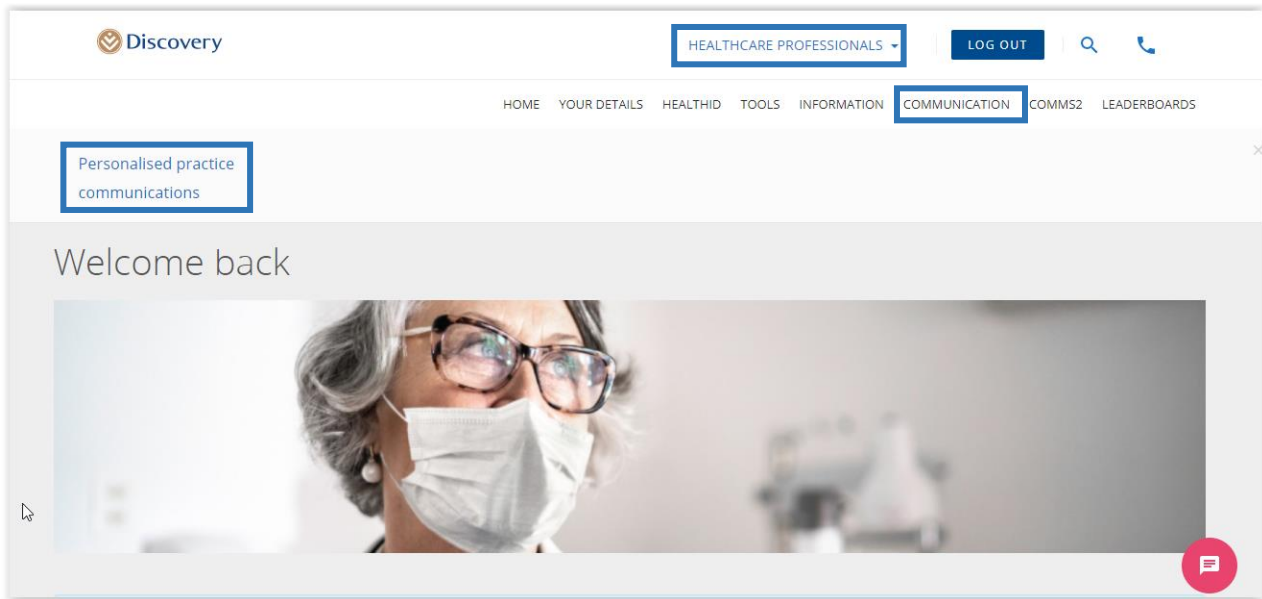 Discovery
HEALTHCARE PROFESSIONALS
LOG OUT
HOME YOUR DETAILS HEALTHID TOOLS INFORMATION COMMUNICATION COMMS2 LEADERBOARDS
Personalised practice
communications
Welcome back